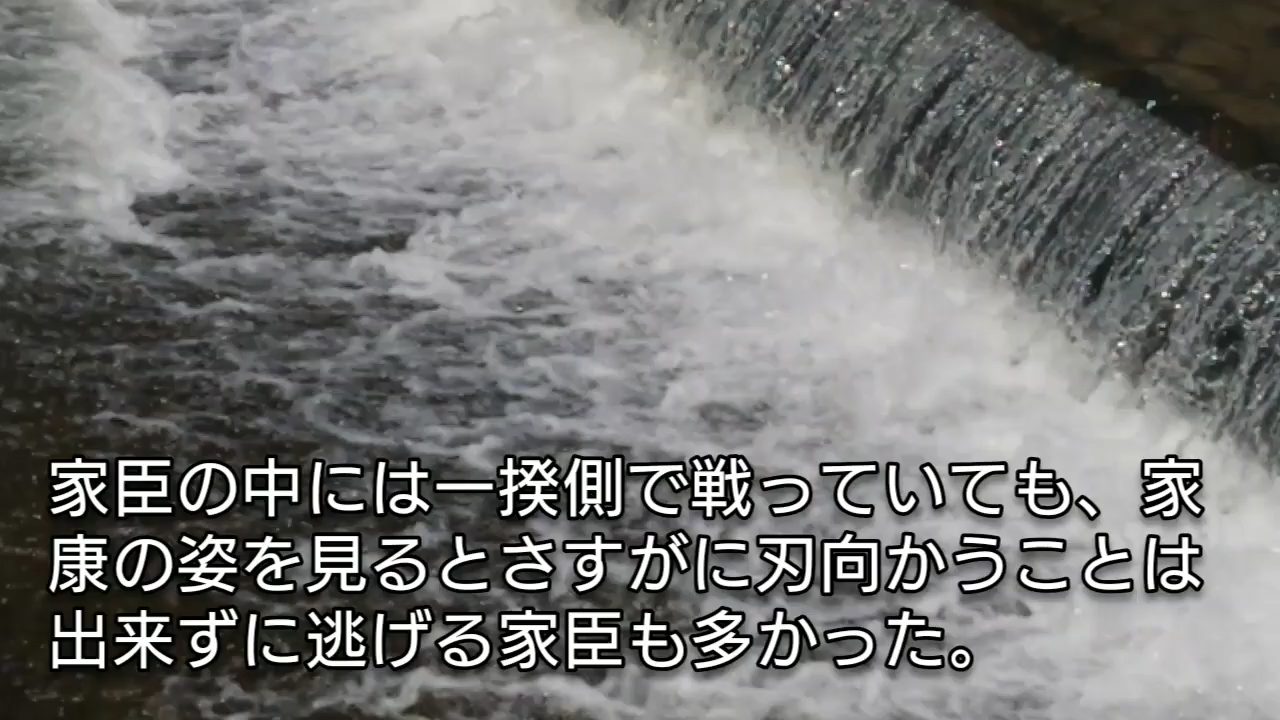 家臣の中には一揆側で戦っていても、家
康の姿を見るとさすがに刃向かうことは
出来ずに逃げる家臣も多かった。